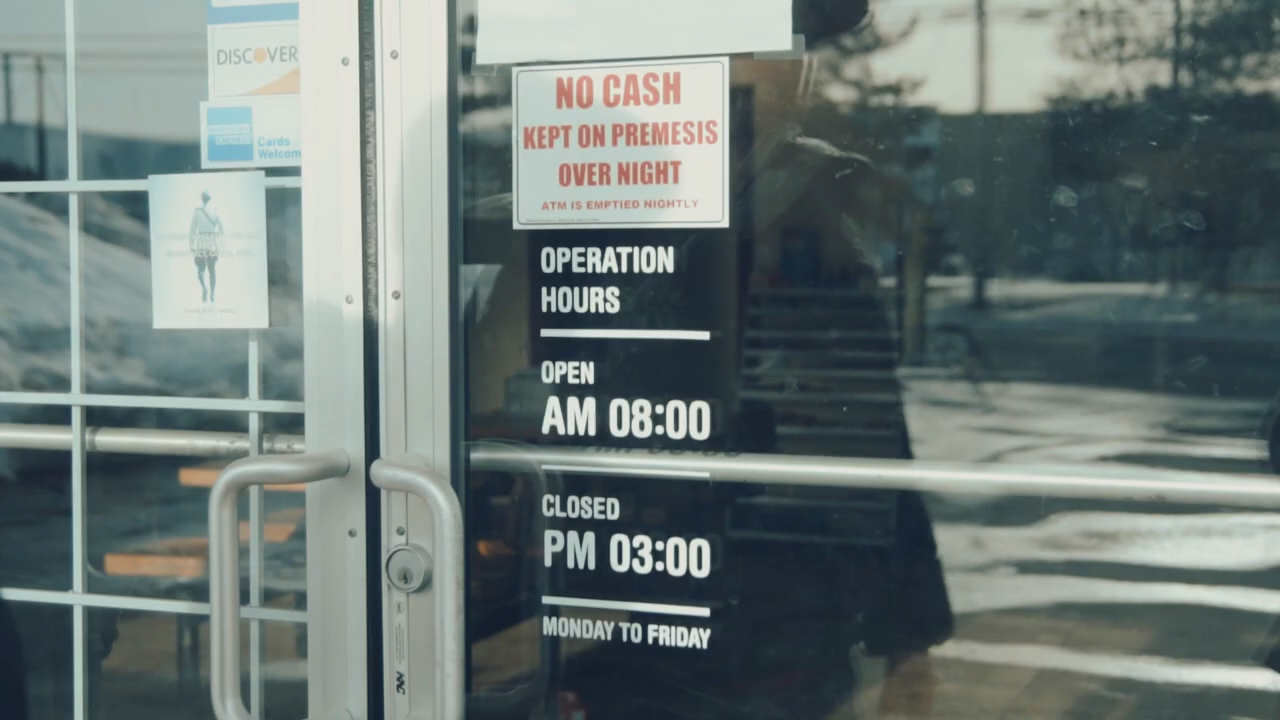 DISCOVER
AMERICAN
EXPRESS
Cards
Welcom
NO CASH
KEPT ON PREMESIS
OVER NIGHT
ATM IS EMPTIED NIGHTLY
OPERATION
HOURS
OPEN
AM 08:00
CLOSED
PM 03:00
MONDAY TO FRIDAY